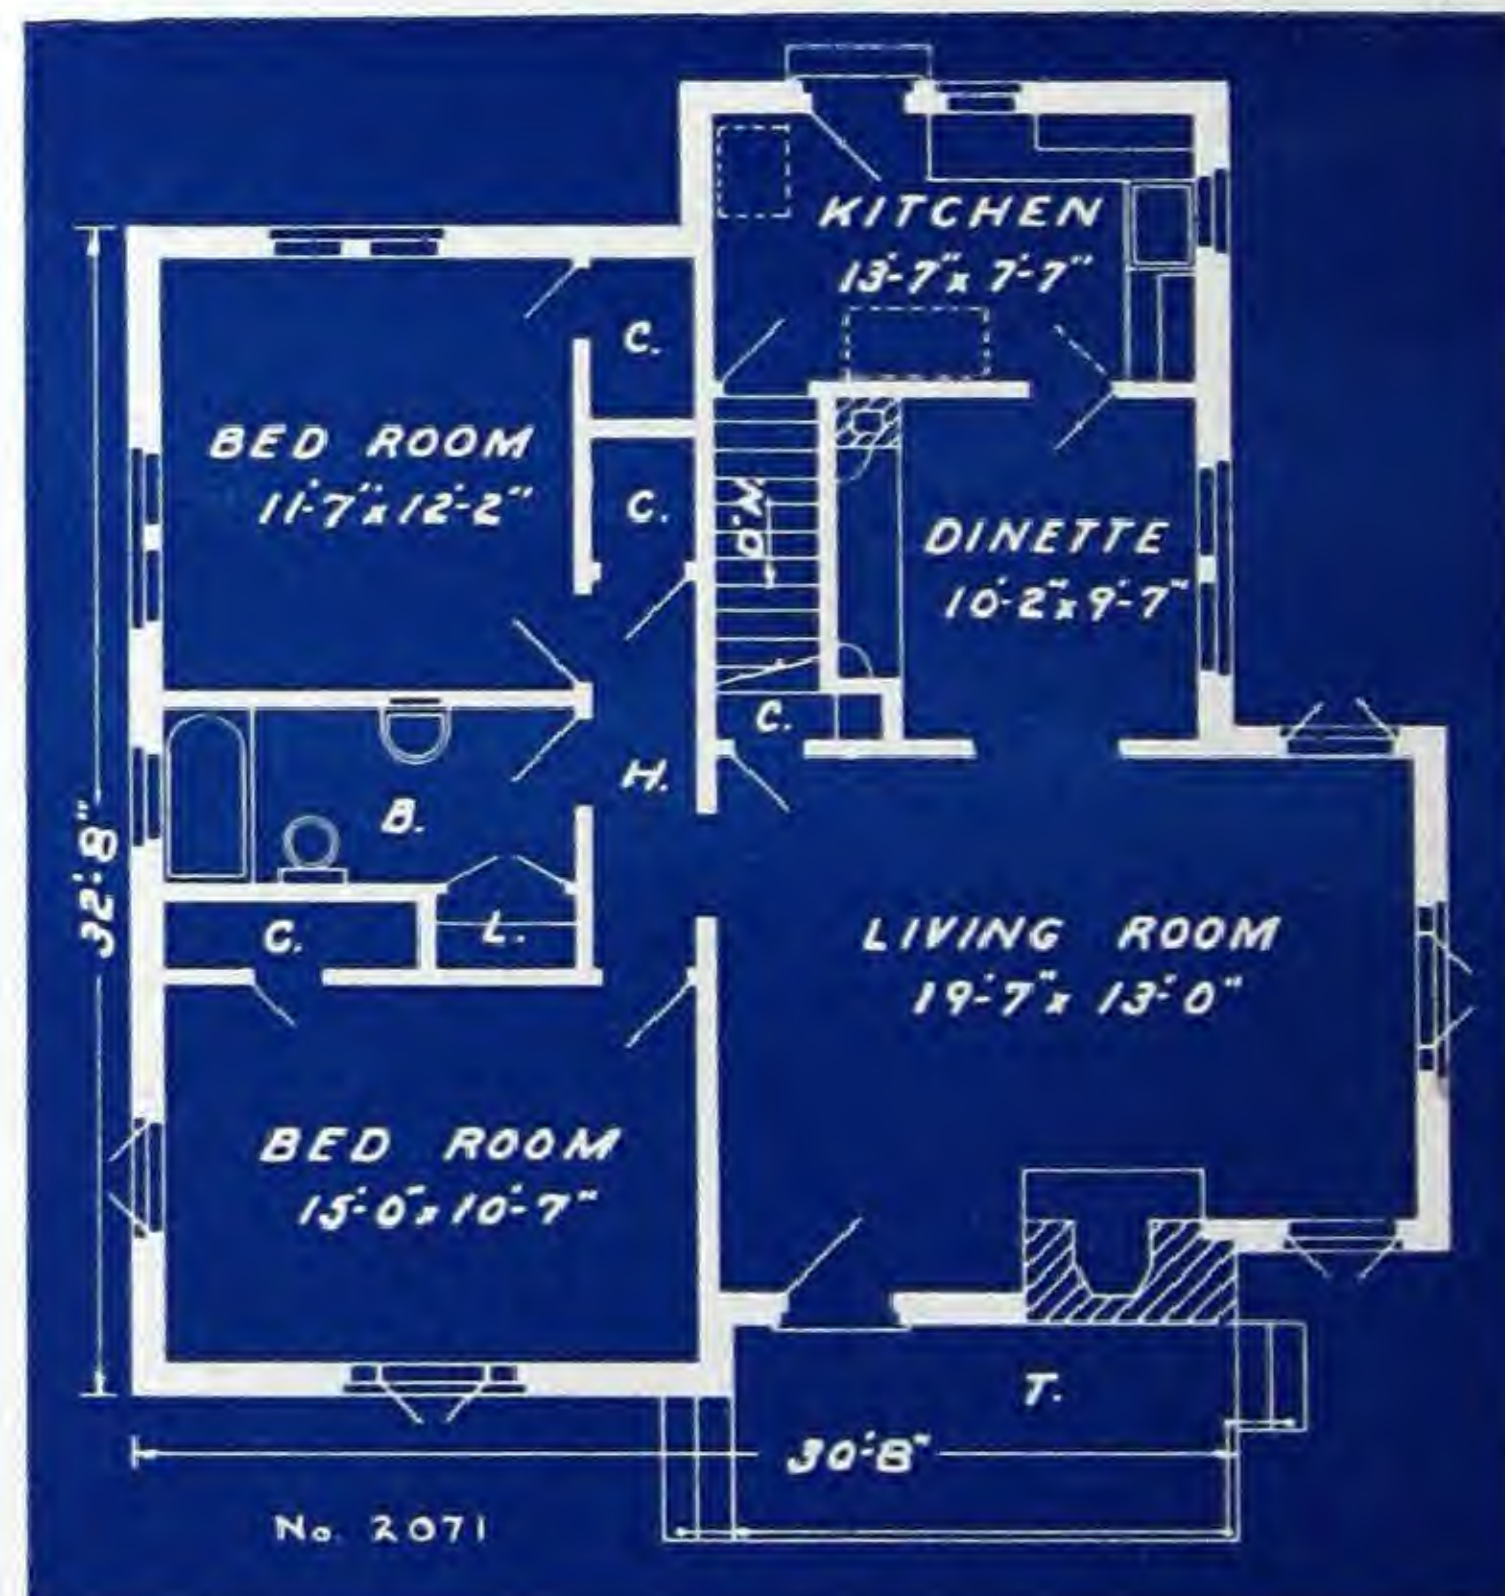 KITCHEN
13'-7" x 7'-7"
C.
BED ROOM
11'-7" x 12'-2"
C.
D'N.
DINETTE
10'-2" x 9'-7"
C.
H.
B.
32'-8"
C.
L.
LIVING ROOM
19'-7" x 13'-0"
BED ROOM
15'-0" x 10'-7"
T.
30'-8"
No. 2071